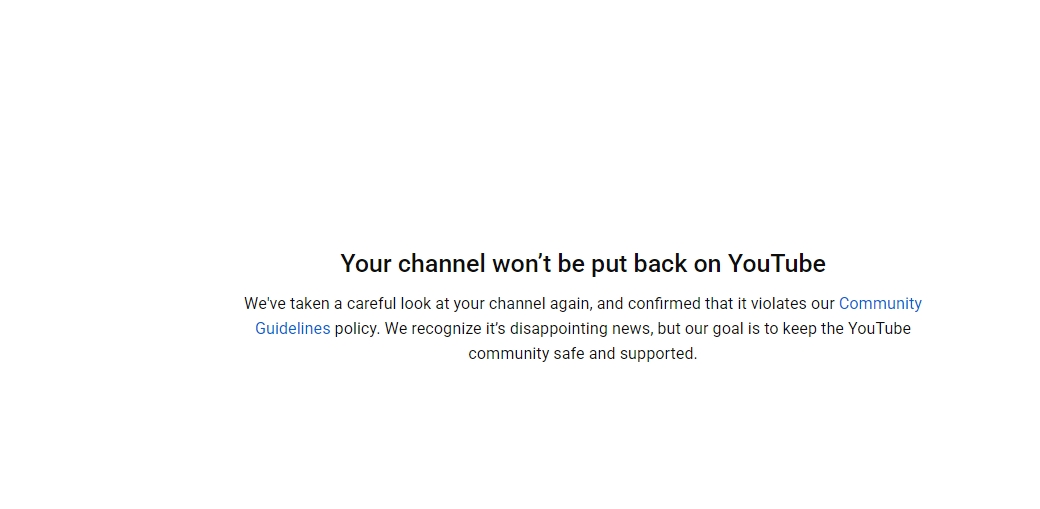 Your channel won’t be put back on YouTube
We've taken a careful look at your channel again, and confirmed that it violates our Community
Guidelines policy. We recognize it’s disappointing news, but our goal is to keep the YouTube
community safe and supported.